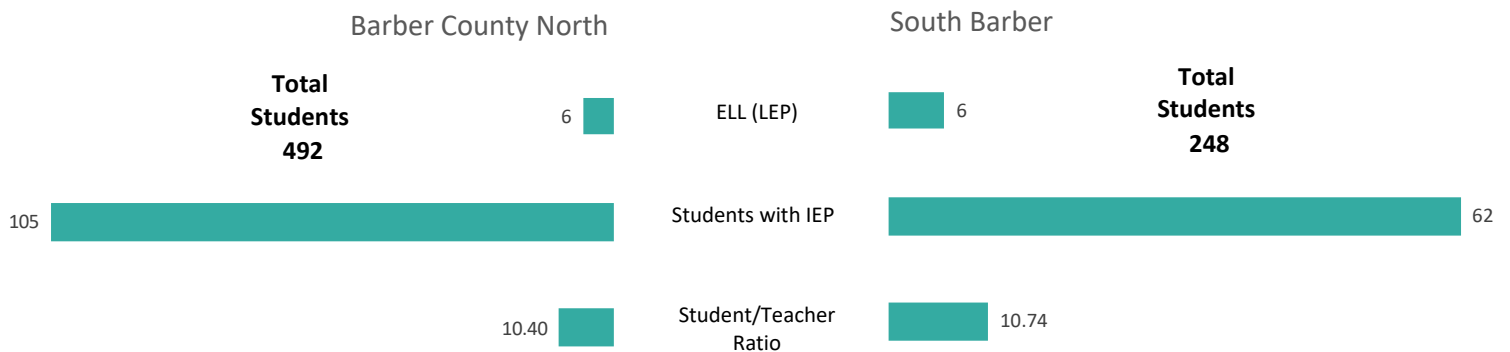 Barber County North
South Barber
Total
Students
492
6
ELL (LEP)
6
Total
Students
248
105
Students with IEP
62
10.40
Student/Teacher
Ratio
10.74